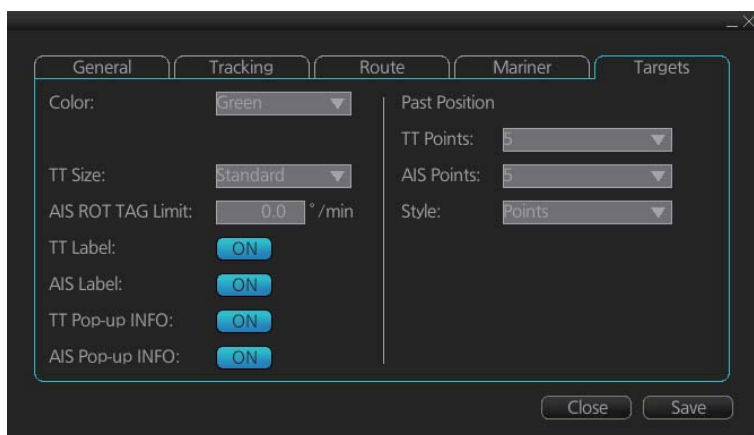 General Tracking Route Mariner Targets
Color: Green
TT Size: Standard
AIS ROT TAG Limit: 0.0 °/min
TT Label: ON
AIS Label: ON
TT Pop-up INFO: ON
AIS Pop-up INFO: ON
Past Position
TT Points: 5
AIS Points: 5
Style: Points
Close Save